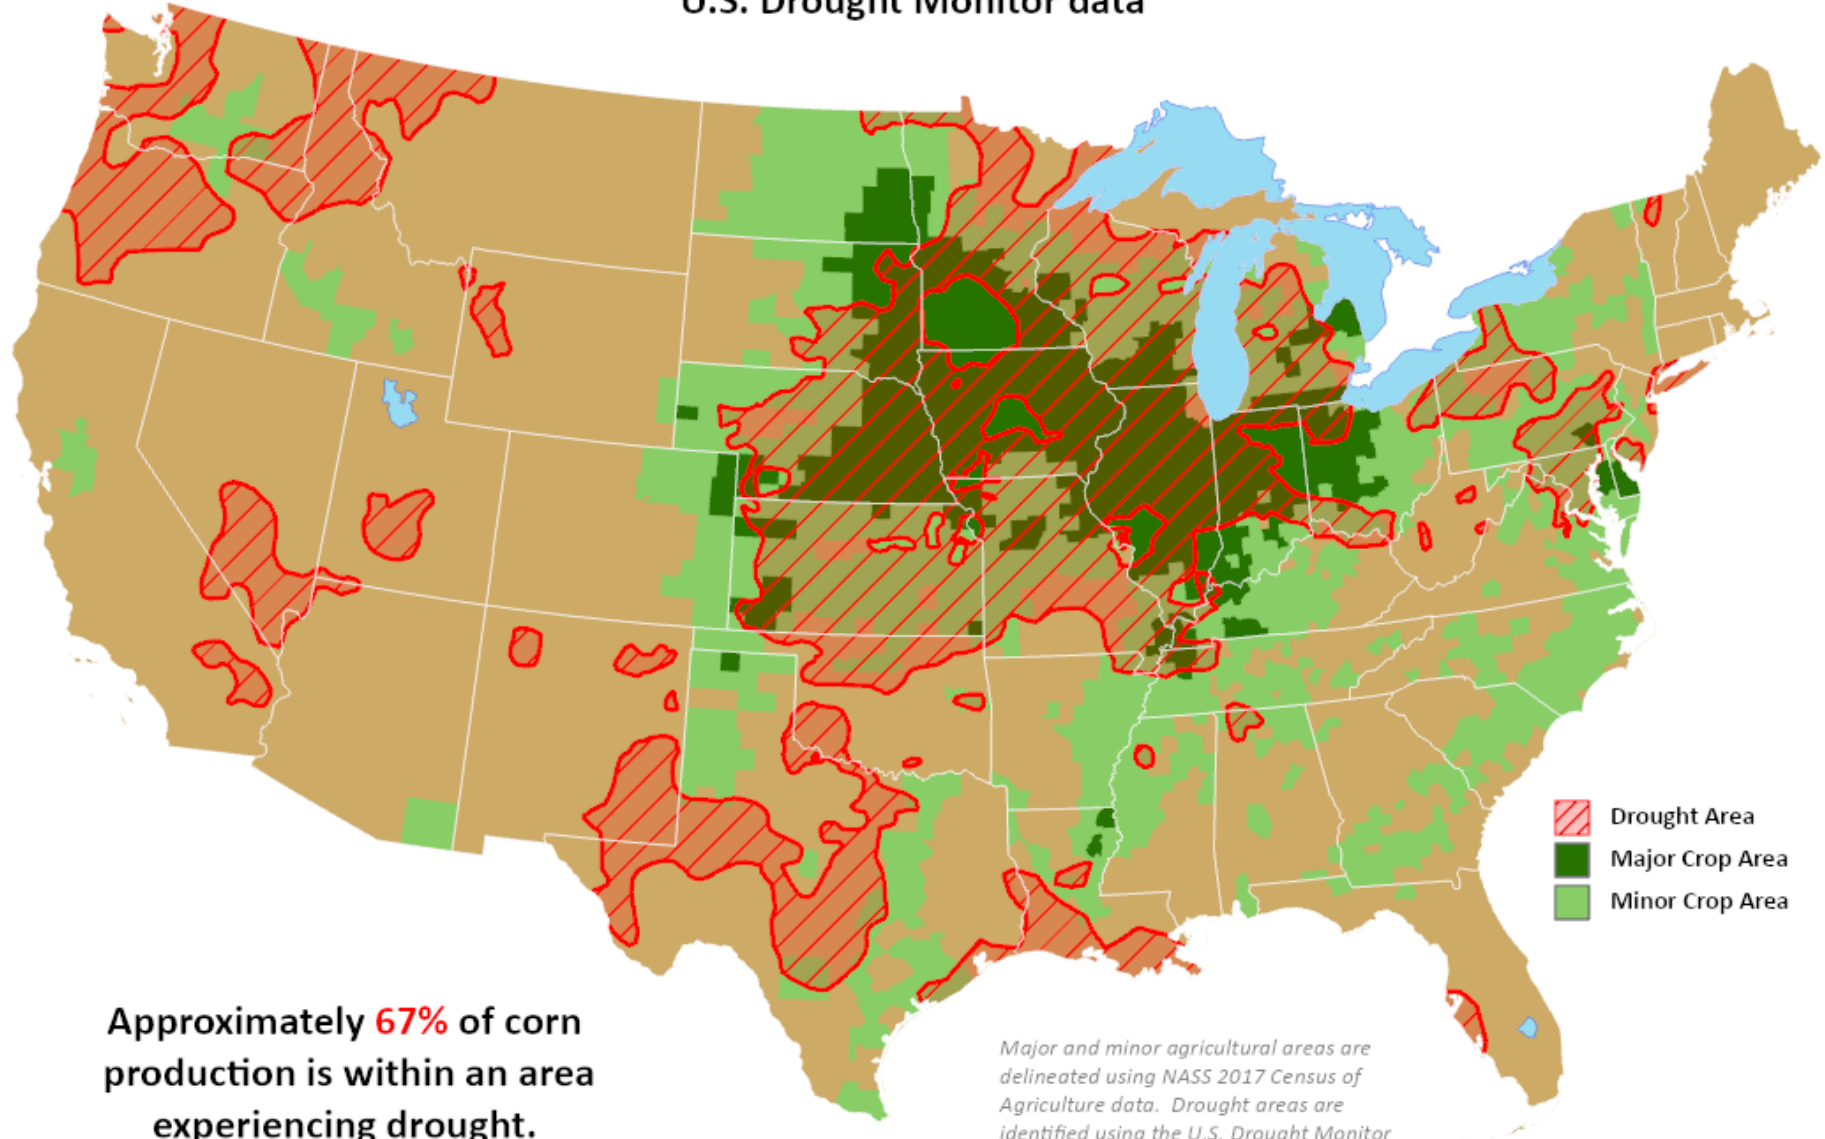 U.S. Drought Monitor data
Drought Area
Major Crop Area
Minor Crop Area
Approximately 67% of corn
production is within an area
experiencing drought.
Major and minor agricultural areas are
delineated using NASS 2017 Census of
Agriculture data. Drought areas are
identified using the U.S. Drought Monitor